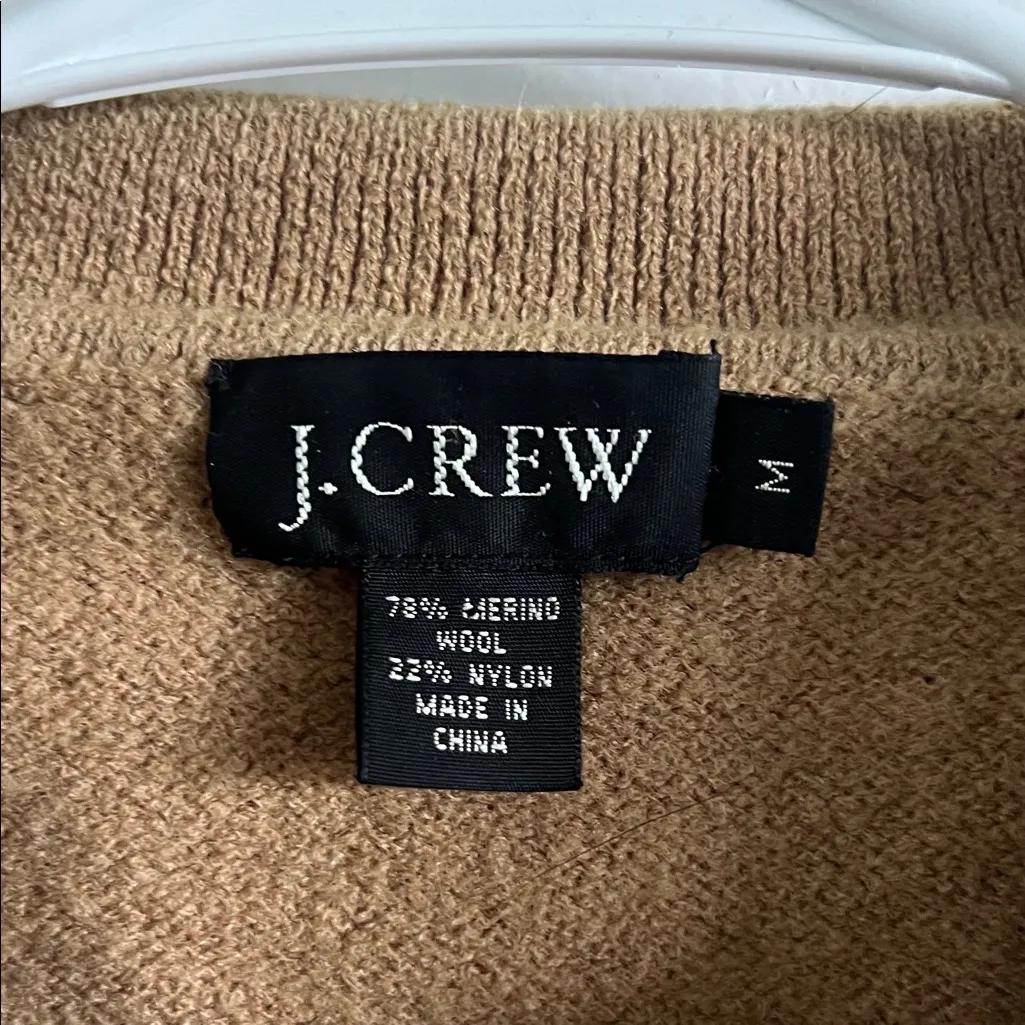 J.CREW
M
78% MERINO
WOOL
22% NYLON
MADE IN
CHINA